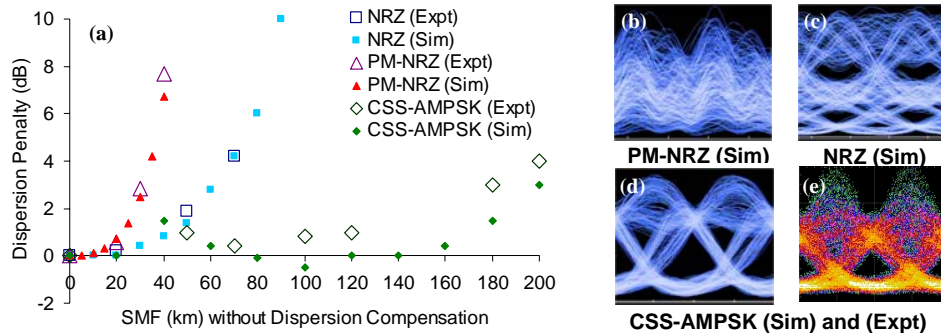 (a)
Dispersion Penalty (dB)
10
8
6
4
2
0
-2
0 20 40 60 80 100 120 140 160 180 200
SMF (km) without Dispersion Compensation
NRZ (Expt)
NRZ (Sim)
PM-NRZ (Expt)
PM-NRZ (Sim)
CSS-AMPSK (Expt)
CSS-AMPSK (Sim)
(b)
PM-NRZ (Sim)
(c)
NRZ (Sim)
(d)
(e)
CSS-AMPSK (Sim) and (Expt)